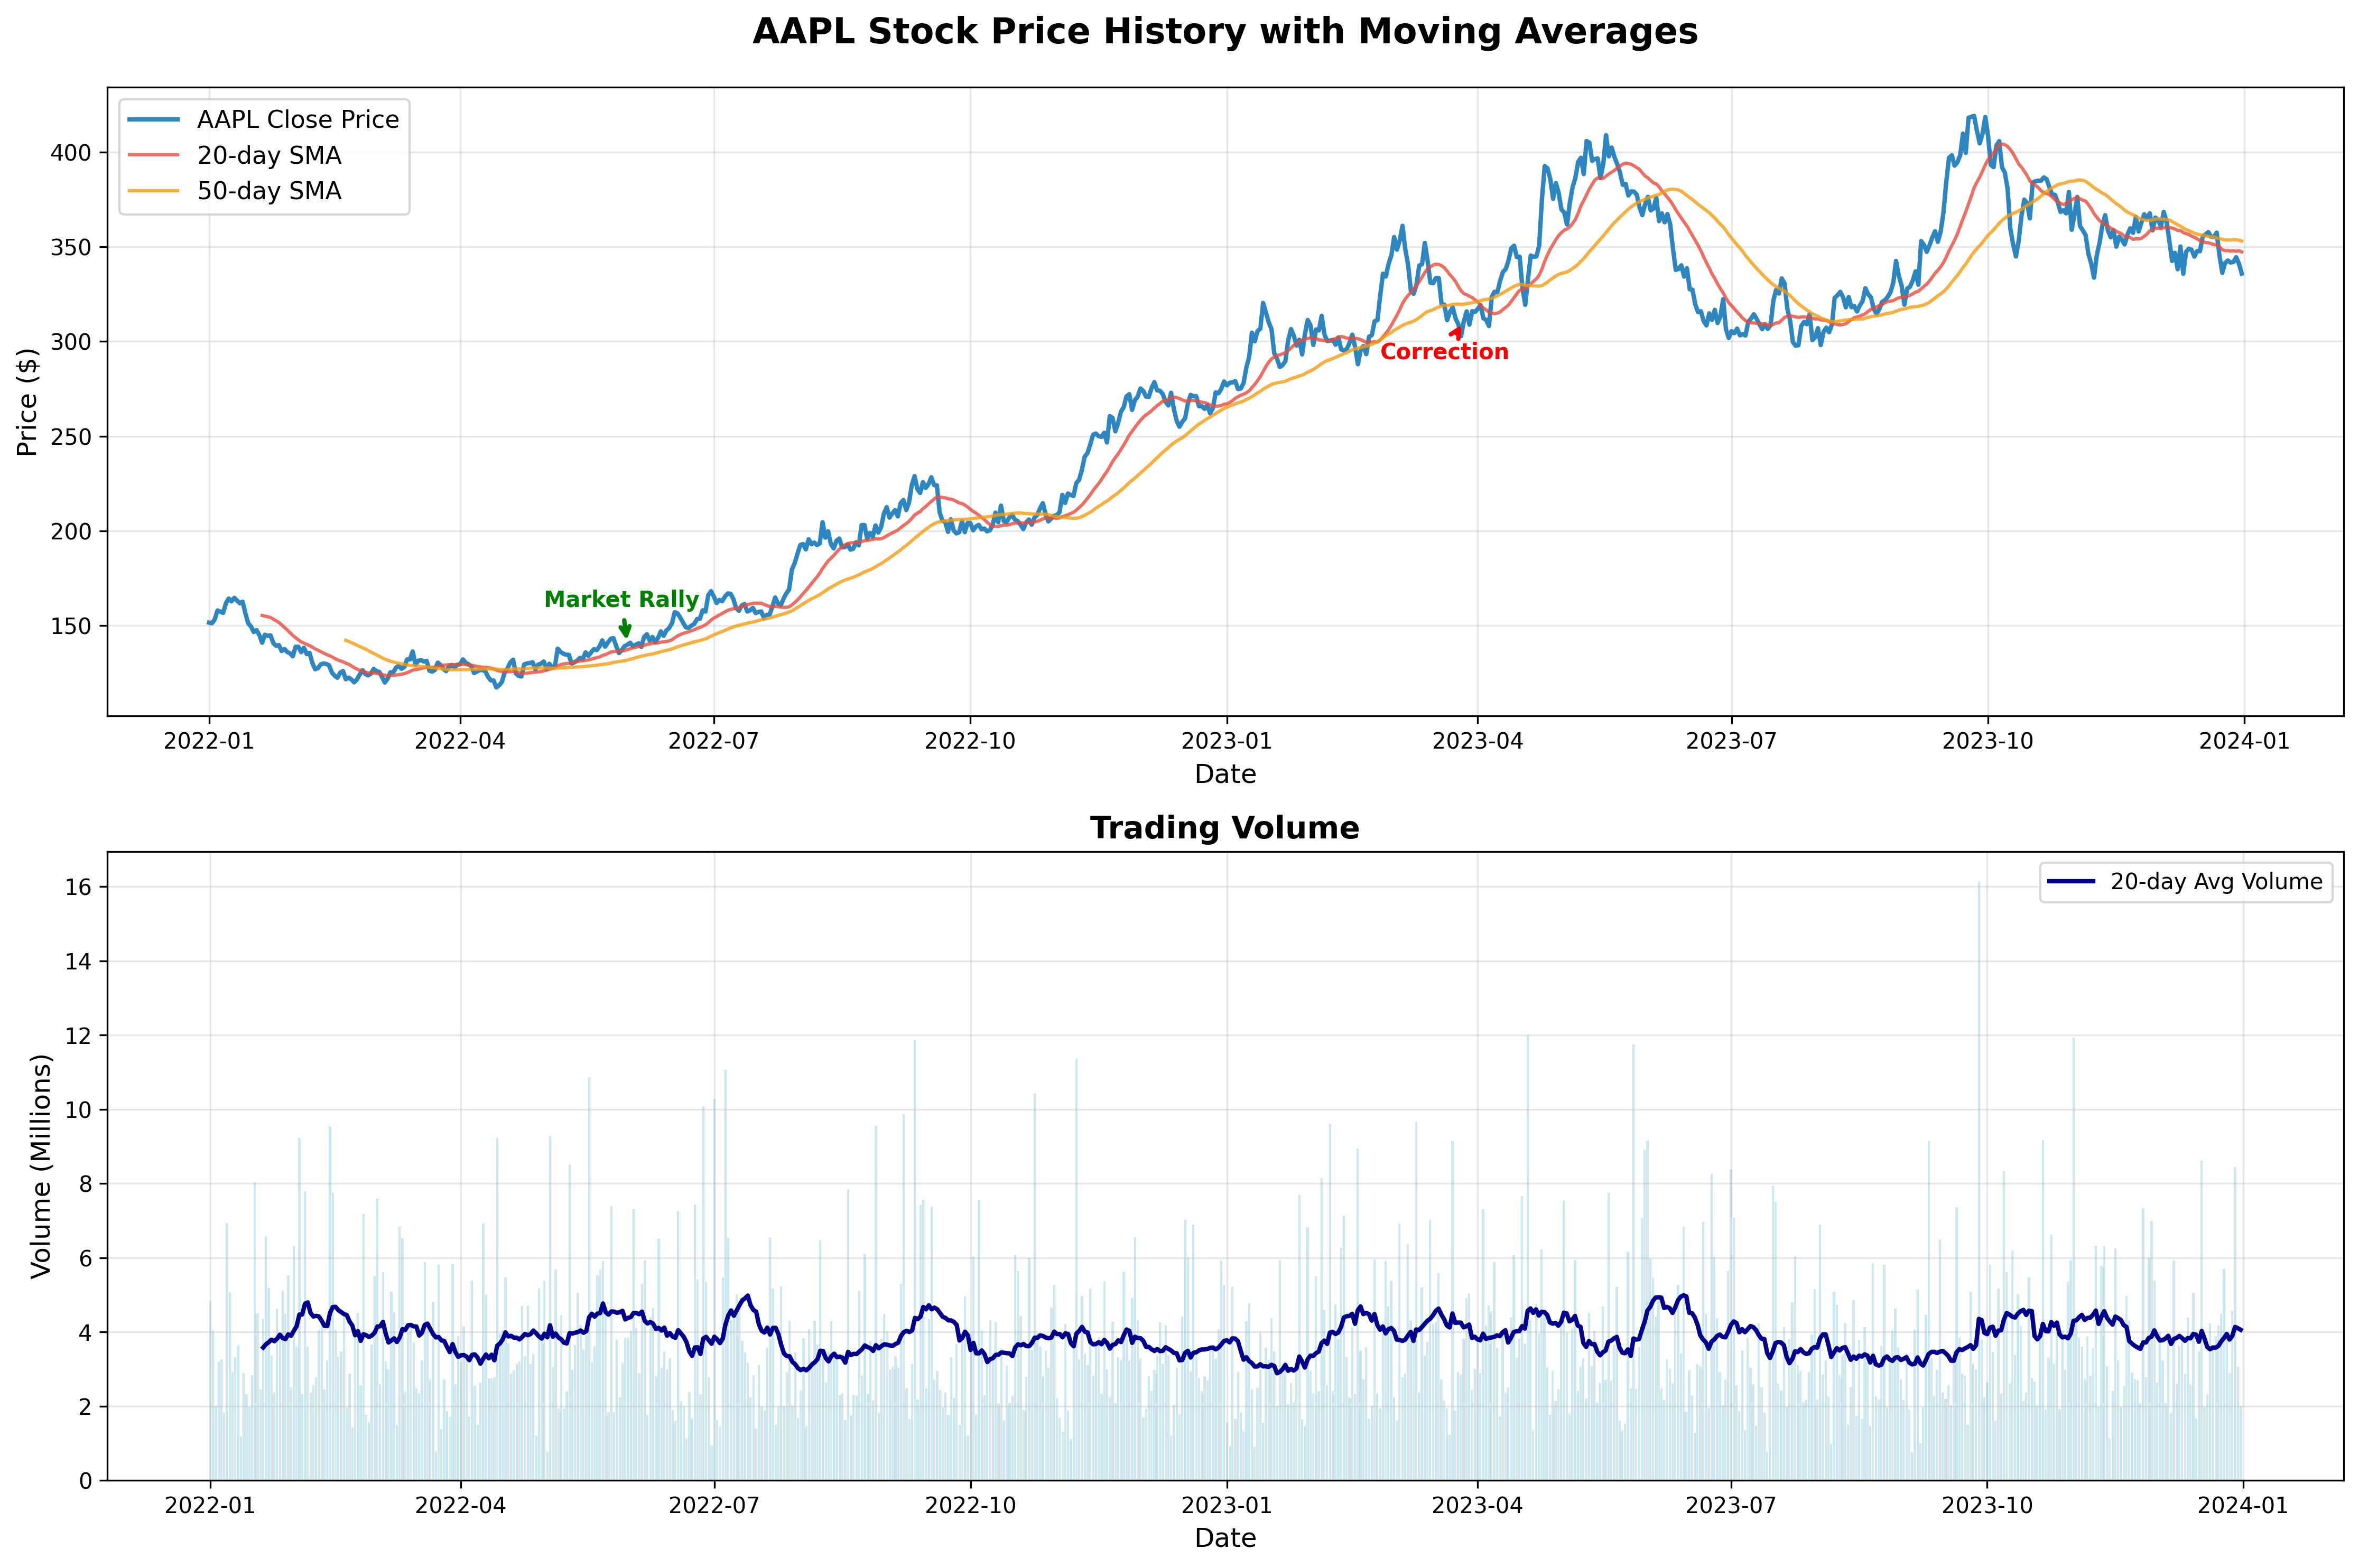 AAPL Stock Price History with Moving Averages
AAPL Close Price
20-day SMA
50-day SMA
Price ($)
400
350
300
250
200
150
Market Rally
Correction
2022-01 2022-04 2022-07 2022-10 2023-01 2023-04 2023-07 2023-10 2024-01
Date
Trading Volume
20-day Avg Volume
Volume (Millions)
16
14
12
10
8
6
4
2
0
2022-01 2022-04 2022-07 2022-10 2023-01 2023-04 2023-07 2023-10 2024-01
Date